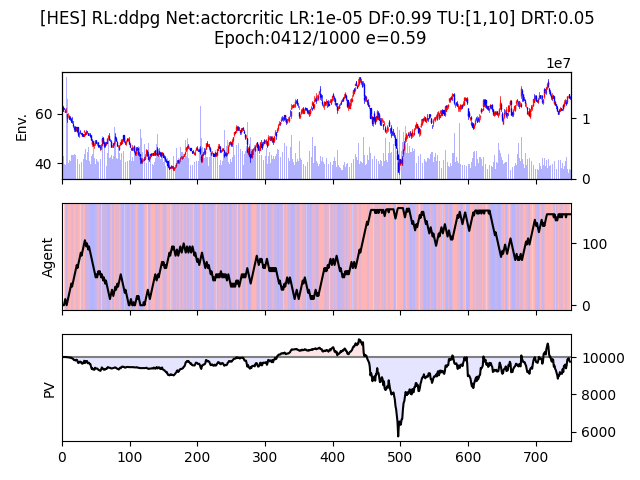 [HES] RL:ddpg Net:actorcritic LR:1e-05 DF:0.99 TU:[1,10] DRT:0.05
Epoch:0412/1000 e=0.59
1e7
Env.
60
40
1
0
Agent
100
0
PV
10000
8000
6000
0 100 200 300 400 500 600 700